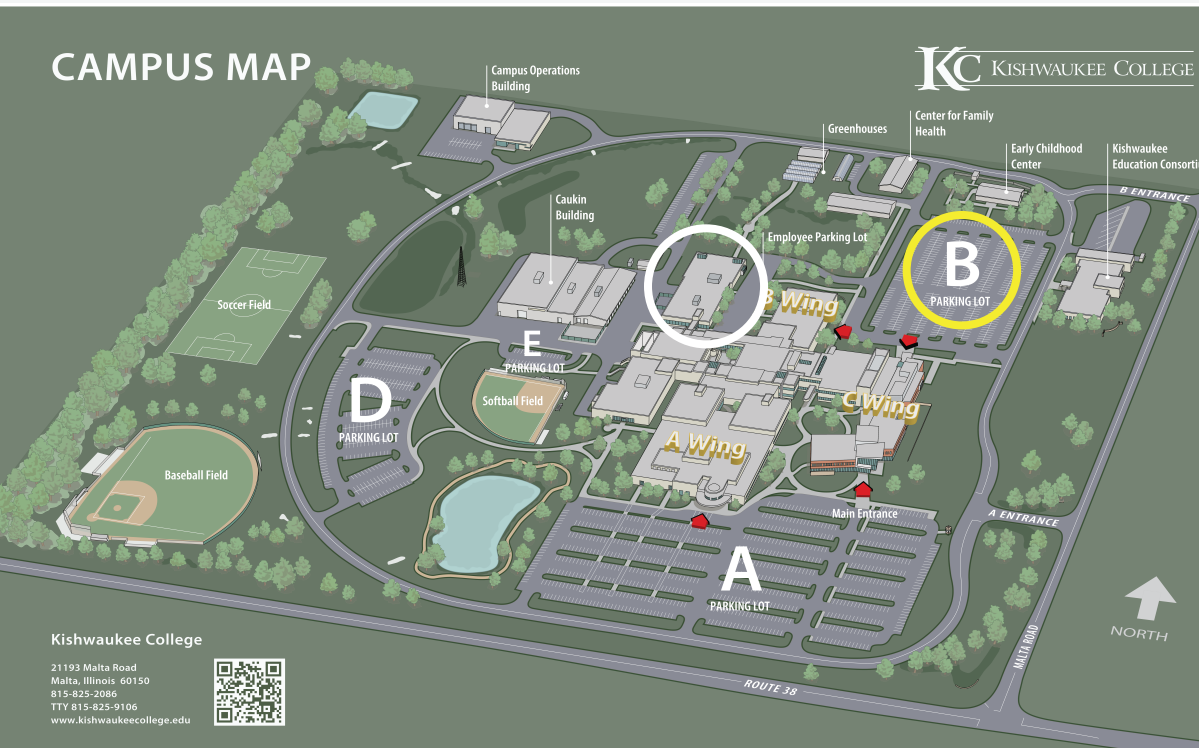 CAMPUS MAP
KC KISHWAUKEE COLLEGE
Campus Operations
Building
Greenhouses
Center for Family
Health
Early Childhood
Center
Kishwaukee
Education Consorti
B ENTRANCE
Caukin
Building
Employee Parking Lot
B
PARKING LOT
B Wing
Soccer Field
E
PARKING LOT
D
PARKING LOT
Softball Field
C Wing
A Wing
Baseball Field
Main Entrance
A ENTRANCE
A
PARKING LOT
NORTH
MALTA ROAD
ROUTE 38
Kishwaukee College
21193 Malta Road
Malta, Illinois 60150
815-825-2086
TTY 815-825-9106
www.kishwaukeecollege.edu